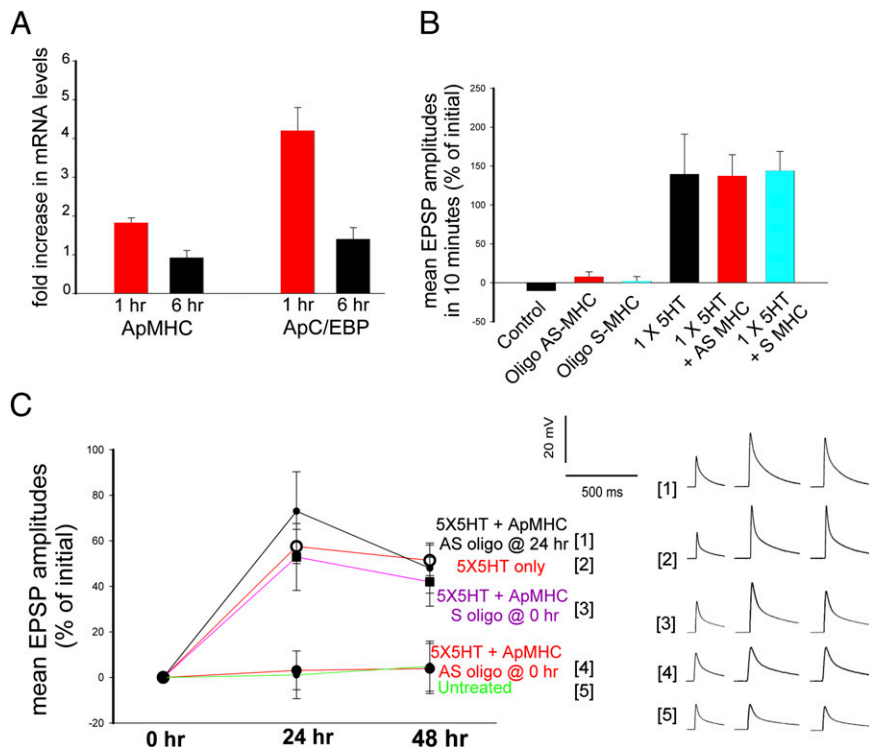 A
fold increase in mRNA levels
6
5
4
3
2
1
0
1 hr 6 hr 1 hr 6 hr
ApMHC ApC/EBP
B
mean EPSP amplitudes
in 10 minutes (% of initial)
250
200
150
100
50
0
-50
Control
Oligo AS-MHC
Oligo S-MHC
1 X 5HT
1 X 5HT
+ AS MHC
1 X 5HT
+ S MHC
C
mean EPSP amplitudes
(% of initial)
100
80
60
40
20
0
-20
0 hr 24 hr 48 hr
5X5HT + ApMHC
AS oligo @ 24 hr [1]
5X5HT only [2]
5X5HT + ApMHC
S oligo @ 0 hr [3]
5X5HT + ApMHC
AS oligo @ 0 hr [4]
Untreated [5]
20 mV
500 ms
[1]
[2]
[3]
[4]
[5]